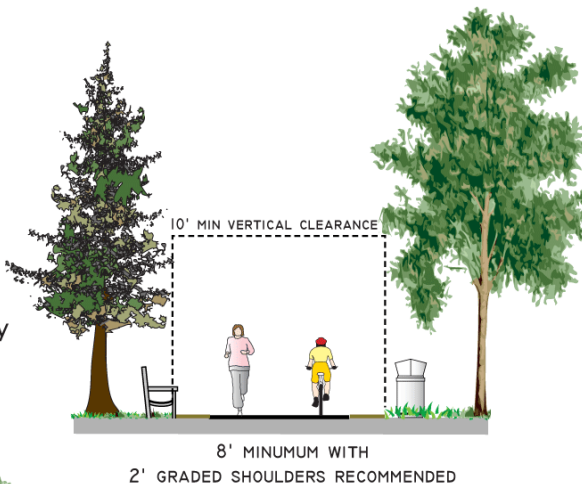 10' MIN VERTICAL CLEARANCE
y
8' MINUMUM WITH
2' GRADED SHOULDERS RECOMMENDED